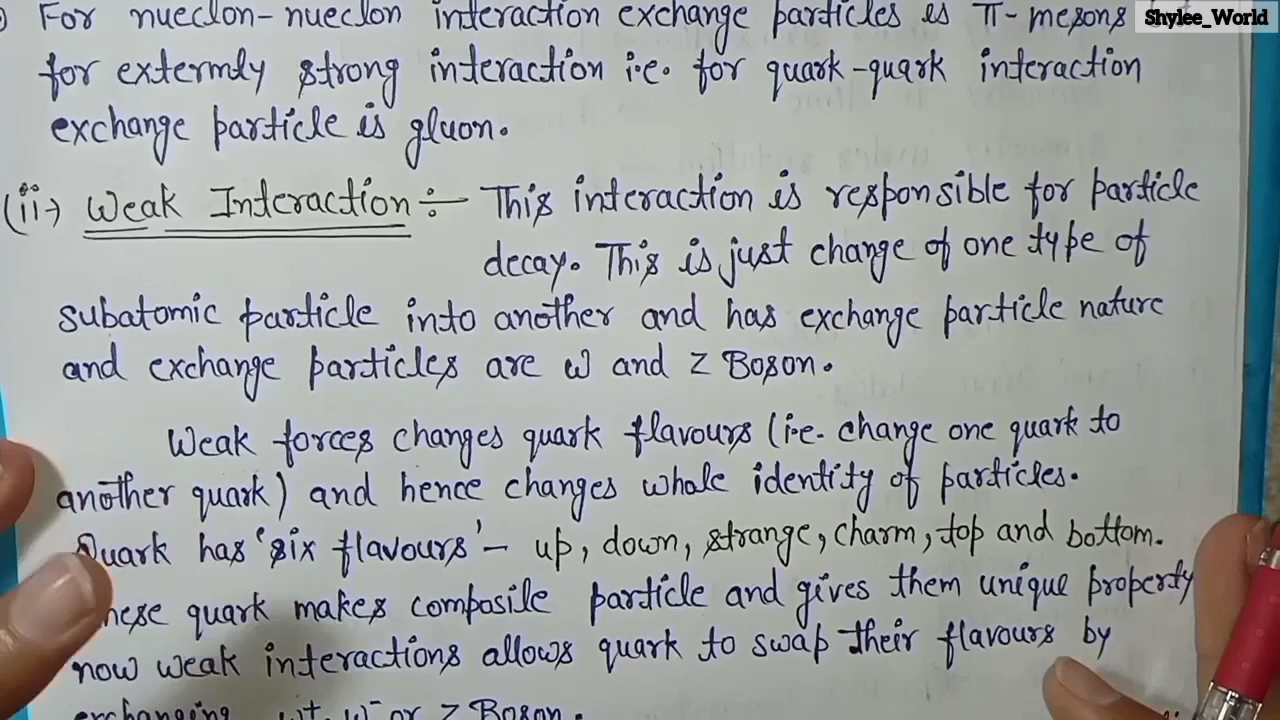 Shylee_World
For nueclon-nueclon interaction exchange particles is π-mesons
for extermly strong interaction i.e. for quark-quark interaction
exchange particle is gluon.
(ii) Weak Interaction ÷ This interaction is responsible for particle
decay. This is just change of one type of
subatomic particle into another and has exchange particle nature
and exchange particles are W and Z Boson.
Weak forces changes quark flavours (i.e. change one quark to
another quark) and hence changes whole identity of particles.
Quark has 'six flavours' - up, down, strange, charm, top and bottom.
quark makes composile particle and gives them unique property
now weak interactions allows quark to swap their flavours by
exchanging W+, W- or Z Boson.